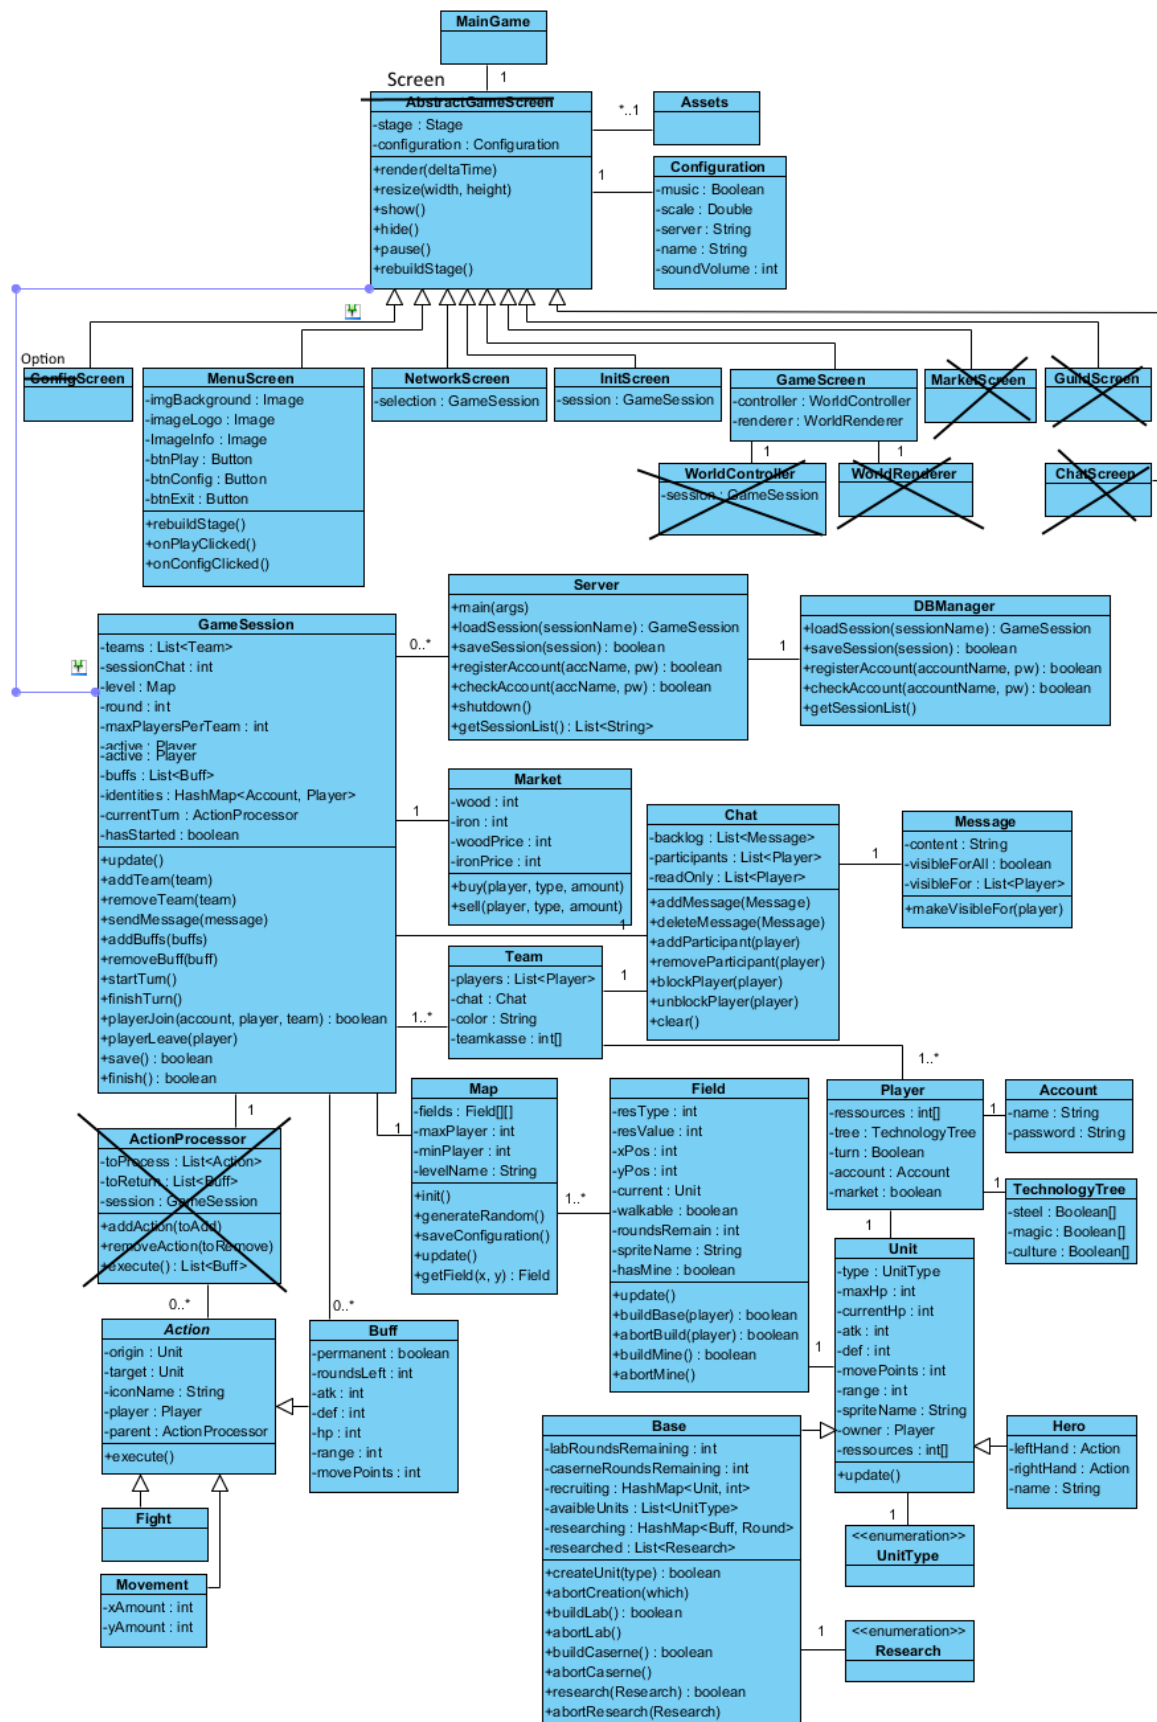 MainGame
1
Screen
AbstractGameScreen
-stage : Stage
-configuration : Configuration
+render(deltaTime)
+resize(width, height)
+show()
+hide()
+pause()
+rebuildStage()
*..1
Assets
1
Configuration
-music : Boolean
-scale : Double
-server : String
-name : String
-soundVolume : int
Option
ConfigScreen
MenuScreen
-imgBackground : Image
-imageLogo : Image
-ImageInfo : Image
-btnPlay : Button
-btnConfig : Button
-btnExit : Button
+rebuildStage()
+onPlayClicked()
+onConfigClicked()
NetworkScreen
-selection : GameSession
InitScreen
-session : GameSession
GameScreen
-controller : WorldController
-renderer : WorldRenderer
1
1
MarketScreen
GuildScreen
WorldController
-session : GameSession
WorldRenderer
ChatScreen
GameSession
-teams : List<Team>
-sessionChat : int
-level : Map
-round : int
-maxPlayersPerTeam : int
-active : Player
-active : Player
-buffs : List<Buff>
-identities : HashMap<Account, Player>
-currentTurn : ActionProcessor
-hasStarted : boolean
+update()
+addTeam(team)
+removeTeam(team)
+sendMessage(message)
+addBuffs(buffs)
+removeBuff(buff)
+startTurn()
+finishTurn()
+playerJoin(account, player, team) : boolean
+playerLeave(player)
+save() : boolean
+finish() : boolean
0..*
Server
+main(args)
+loadSession(sessionName) : GameSession
+saveSession(session) : boolean
+registerAccount(accName, pw) : boolean
+checkAccount(accName, pw) : boolean
+shutdown()
+getSessionList() : List<String>
1
DBManager
+loadSession(sessionName) : GameSession
+saveSession(session) : boolean
+registerAccount(accountName, pw) : boolean
+checkAccount(accountName, pw) : boolean
+getSessionList()
1
Market
-wood : int
-iron : int
-woodPrice : int
-ironPrice : int
+buy(player, type, amount)
+sell(player, type, amount)
1
Chat
-backlog : List<Message>
-participants : List<Player>
-readOnly : List<Player>
+addMessage(Message)
+deleteMessage(Message)
+addParticipant(player)
+removeParticipant(player)
+blockPlayer(player)
+unblockPlayer(player)
+clear()
1
Message
-content : String
-visibleForAll : boolean
-visibleFor : List<Player>
+makeVisibleFor(player)
1..*
Team
-players : List<Player>
-chat : Chat
-color : String
-teamkasse : int[]
1
1..*
1
ActionProcessor
-toProcess : List<Action>
-toReturn : List<Buff>
-session : GameSession
+addAction(toAdd)
+removeAction(toRemove)
+execute() : List<Buff>
0..*
0..*
1
Map
-fields : Field[][]
-maxPlayer : int
-minPlayer : int
-levelName : String
+init()
+generateRandom()
+saveConfiguration()
+update()
+getField(x, y) : Field
1..*
Field
-resType : int
-resValue : int
-xPos : int
-yPos : int
-current : Unit
-walkable : boolean
-roundsRemain : int
-spriteName : String
-hasMine : boolean
+update()
+buildBase(player) : boolean
+abortBuild(player) : boolean
+buildMine() : boolean
+abortMine()
Player
-ressources : int[]
-tree : TechnologyTree
-turn : Boolean
-account : Account
-market : boolean
1
Account
-name : String
-password : String
1
TechnologyTree
-steel : Boolean[]
-magic : Boolean[]
-culture : Boolean[]
1
Unit
-type : UnitType
-maxHp : int
-currentHp : int
-atk : int
-def : int
-movePoints : int
-range : int
-spriteName : String
-owner : Player
-ressources : int[]
+update()
1
Action
-origin : Unit
-target : Unit
-iconName : String
-player : Player
-parent : ActionProcessor
+execute()
Buff
-permanent : boolean
-roundsLeft : int
-atk : int
-def : int
-hp : int
-range : int
-movePoints : int
Fight
Movement
-xAmount : int
-yAmount : int
Base
-labRoundsRemaining : int
-caserneRoundsRemaining : int
-recruiting : HashMap<Unit, int>
-avaibleUnits : List<UnitType>
-researching : HashMap<Buff, Round>
-researched : List<Research>
+createUnit(type) : boolean
+abortCreation(which)
+buildLab() : boolean
+abortLab()
+buildCaserne() : boolean
+abortCaserne()
+research(Research) : boolean
+abortResearch(Research)
Hero
-leftHand : Action
-rightHand : Action
-name : String
1
<<enumeration>>
UnitType
1
<<enumeration>>
Research